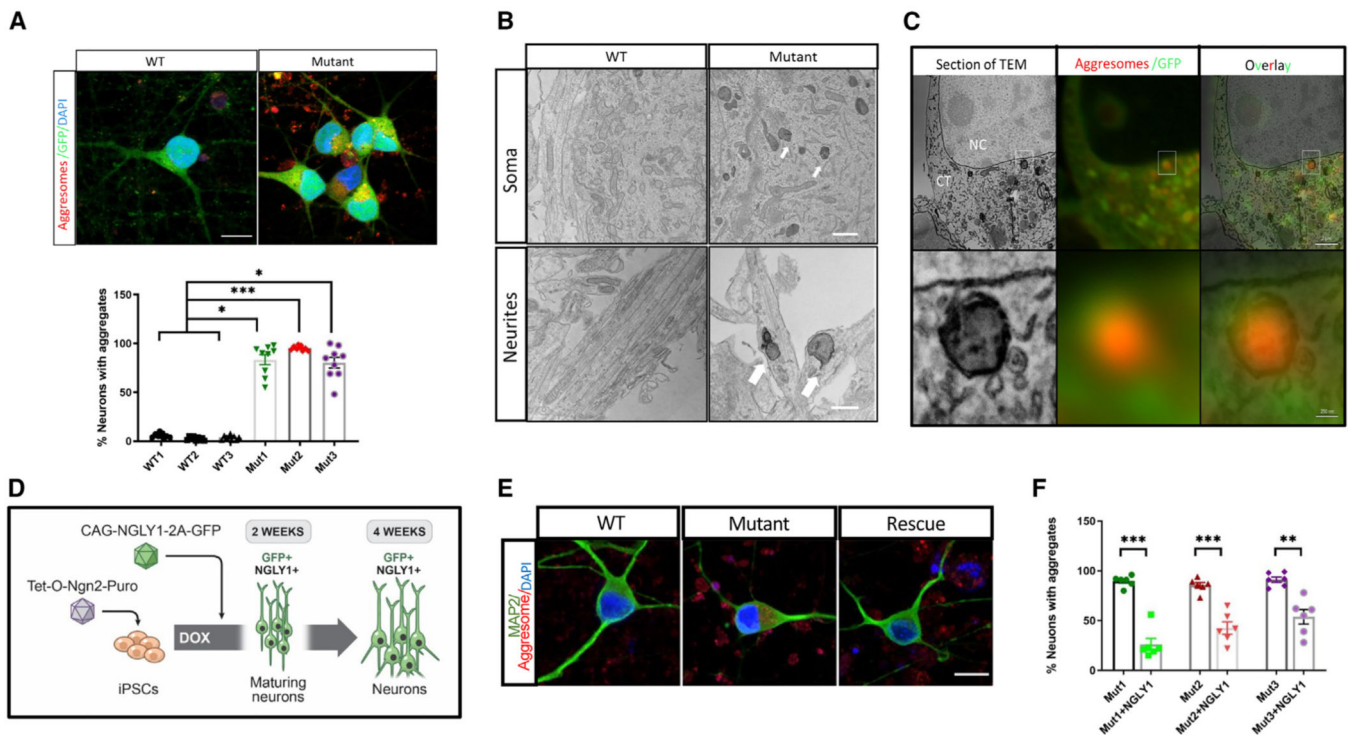 A
WT
Mutant
Aggresomes/GFP/DAPI
% Neurons with aggregates
150
100
50
0
*
***
*
WT1
WT2
WT3
Mut1
Mut2
Mut3
B
WT
Mutant
Soma
Neurites
C
Section of TEM
Aggresomes/GFP
Overlay
NC
CT
D
CAG-NGLY1-2A-GFP
Tet-O-Ngn2-Puro
iPSCs
DOX
2 WEEKS
GFP+
NGLY1+
Maturing
neurons
4 WEEKS
GFP+
NGLY1+
Neurons
E
WT
Mutant
Rescue
MAP2/
Aggresome/DAPI
F
% Neuons with aggregates
150
100
50
0
***
***
**
Mut1
Mut1+NGLY1
Mut2
Mut2+NGLY1
Mut3
Mut3+NGLY1